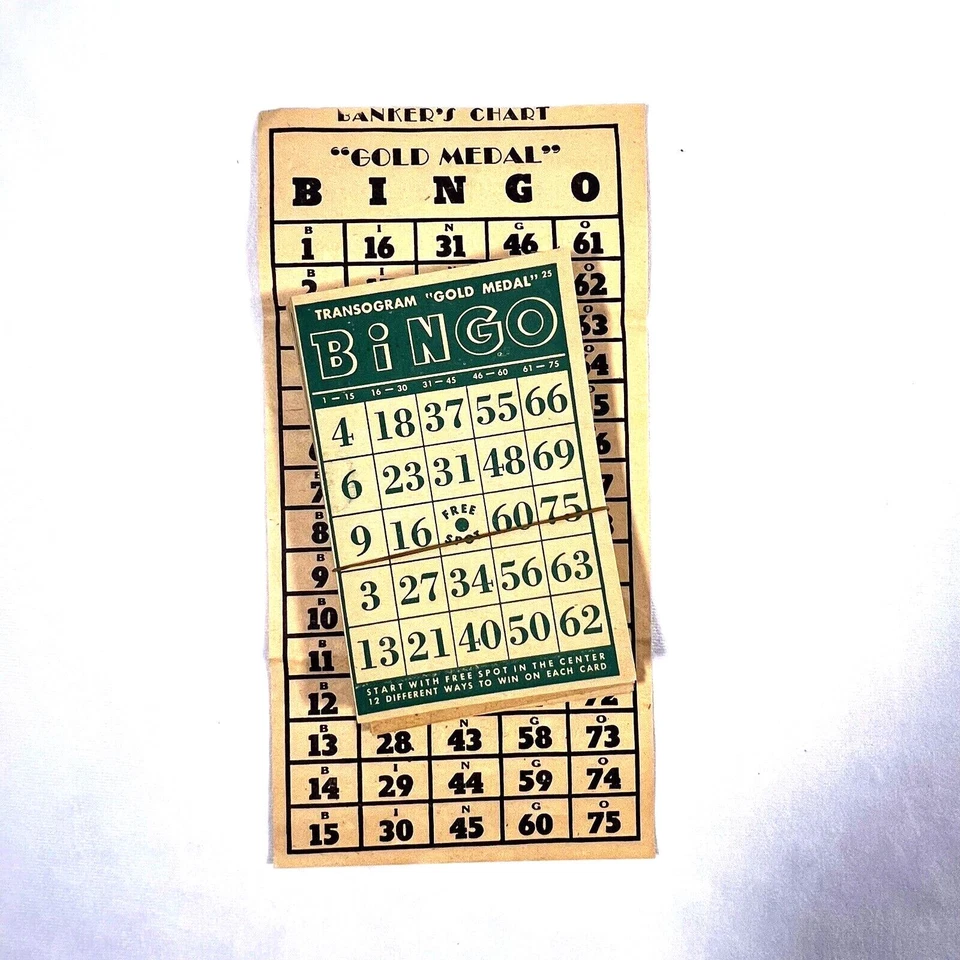 BANKER'S CHART
“GOLD MEDAL”
B I N G O
B I N G O
1 16 31 46 61
B I O
2 62
O
63
64
TRANSOGRAM "GOLD MEDAL" 25
BiNGO
1 — 15 16 — 30 31 — 45 46 — 60 61 — 75
4 18 37 55 66
6 23 31 48 69
9 16 FREE SPOT 60 75
3 27 34 56 63
13 21 40 50 62
START WITH FREE SPOT IN THE CENTER
12 DIFFERENT WAYS TO WIN ON EACH CARD
7
B
8
B
9
B
10
B
11
B
12 72
B N G O
13 28 43 58 73
B I N G O
14 29 44 59 74
B I N G O
15 30 45 60 75